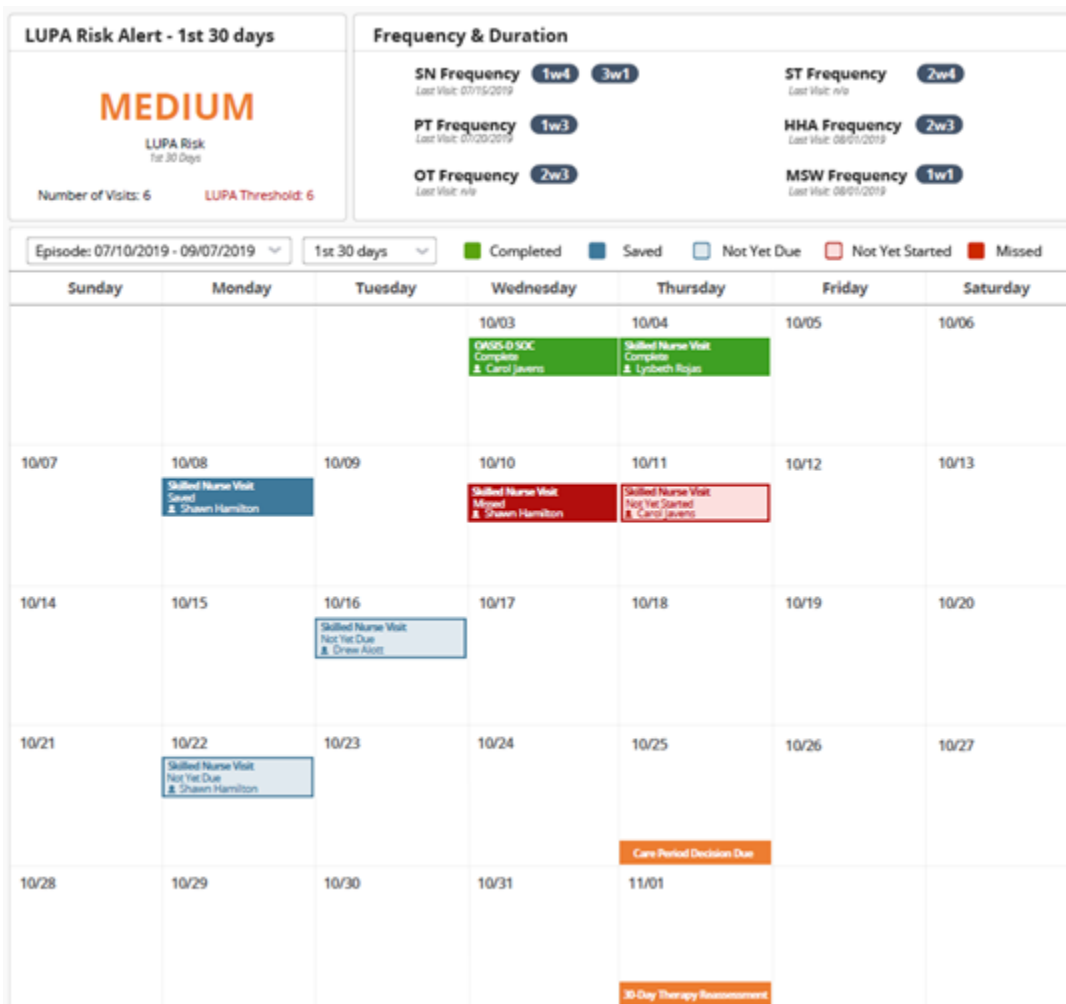 LUPA Risk Alert - 1st 30 days
MEDIUM
LUPA Risk
1st 30 Days
Number of Visits: 6 LUPA Threshold: 6
Frequency & Duration
SN Frequency 1w4 3w1
Last Visit: 07/15/2019
PT Frequency 1w3
Last Visit: 07/20/2019
OT Frequency 2w3
Last Visit: n/a
ST Frequency 2w4
Last Visit: n/a
HHA Frequency 2w3
Last Visit: 08/01/2019
MSW Frequency 1w1
Last Visit: 08/01/2019
Episode: 07/10/2019 - 09/07/2019 1st 30 days Completed Saved Not Yet Due Not Yet Started Missed
Sunday Monday Tuesday Wednesday Thursday Friday Saturday
10/03 10/04 10/05 10/06
OASIS-D SOC
Complete
Carol Javens
Skilled Nurse Visit
Complete
Lysbeth Rojas
10/07 10/08 10/09 10/10 10/11 10/12 10/13
Skilled Nurse Visit
Saved
Shawn Hamilton
Skilled Nurse Visit
Missed
Shawn Hamilton
Skilled Nurse Visit
Not Yet Started
Carol Javens
10/14 10/15 10/16 10/17 10/18 10/19 10/20
Skilled Nurse Visit
Not Yet Due
Drew Alott
10/21 10/22 10/23 10/24 10/25 10/26 10/27
Skilled Nurse Visit
Not Yet Due
Shawn Hamilton
Care Period Decision Due
10/28 10/29 10/30 10/31 11/01
30-Day Therapy Reassessment